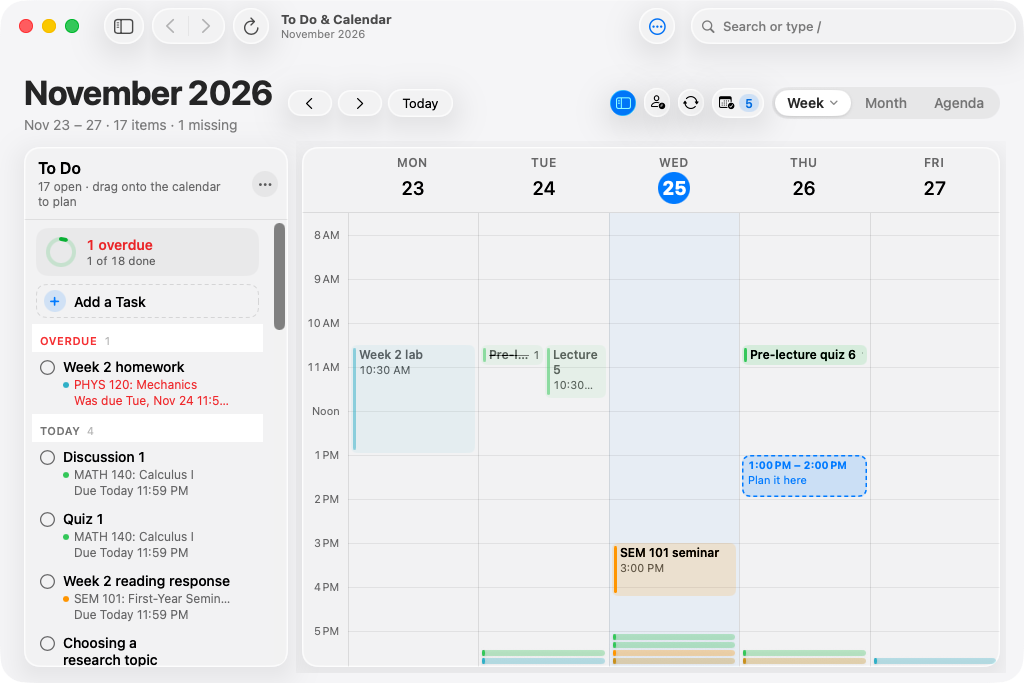 To Do & Calendar
November 2026
Search or type /
November 2026
Nov 23 – 27 · 17 items · 1 missing
Today
5
Week
Month
Agenda
To Do
17 open · drag onto the calendar
to plan
1 overdue
1 of 18 done
Add a Task
OVERDUE 1
Week 2 homework
PHYS 120: Mechanics
Was due Tue, Nov 24 11:5...
TODAY 4
Discussion 1
MATH 140: Calculus I
Due Today 11:59 PM
Quiz 1
MATH 140: Calculus I
Due Today 11:59 PM
Week 2 reading response
SEM 101: First-Year Semin...
Due Today 11:59 PM
Choosing a
research topic
MON TUE WED THU FRI
23 24 25 26 27
8 AM
9 AM
10 AM
11 AM
Noon
1 PM
2 PM
3 PM
4 PM
5 PM
Week 2 lab
10:30 AM
Pre-l... 1
Lecture
5
10:30...
SEM 101 seminar
3:00 PM
Pre-lecture quiz 6
1:00 PM – 2:00 PM
Plan it here